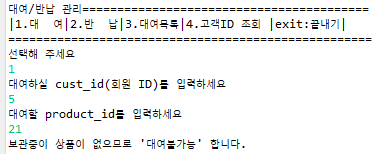 대여/반납 관리=========================================
|1.대   여|2.반   납|3.대여목록|4.고객ID 조회 |exit:끝내기|
====================================================
선택해 주세요
1
대여하실 cust_id(회원 ID)를 입력하세요
5
대여할 product_id를 입력하세요
21
보관중이 상품이 없으므로 '대여불가능' 합니다.